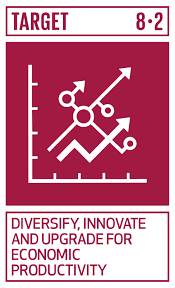 TARGET 8·2
DIVERSIFY, INNOVATE
AND UPGRADE FOR
ECONOMIC
PRODUCTIVITY